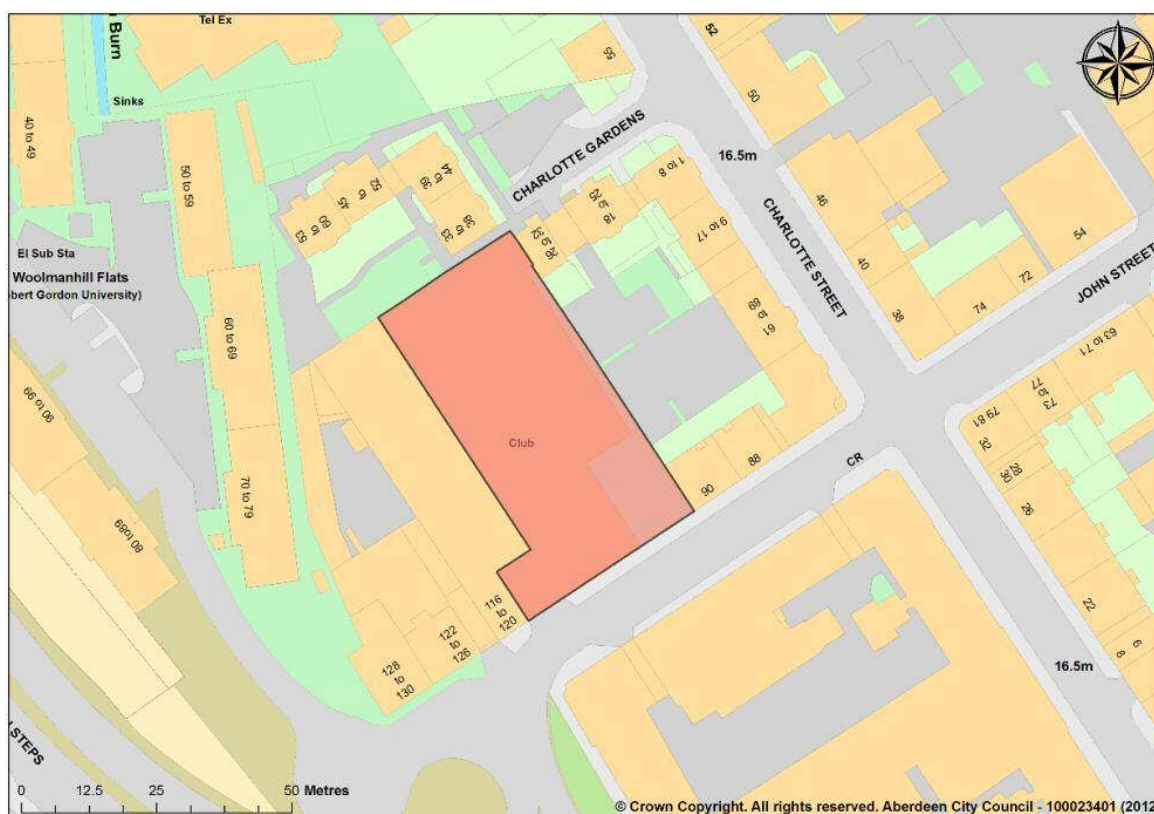 Tel Ex
Burn
Sinks
40 to 49
50 to 59
El Sub Sta
Woolmanhill Flats
bert Gordon University)
60 to 69
70 to 79
90 to 99
80 to89
STEPS
53 to 60
45 to 52
39 to 44
33 to 38
CHARLOTTE GARDENS
55
52
50
16.5m
1 to 8
18 to 25
26 to 32
9 to 17
CHARLOTTE STREET
46
40
38
54
72
74
JOHN STREET
61 to 89
63 to 71
73 to 77
79 81
32
28
30
26
22
6
8
16.5m
Club
88
90
CR
116 to 120
122 to 126
128 to 130
0 12.5 25 50 Metres
© Crown Copyright. All rights reserved. Aberdeen City Council - 100023401 (2012